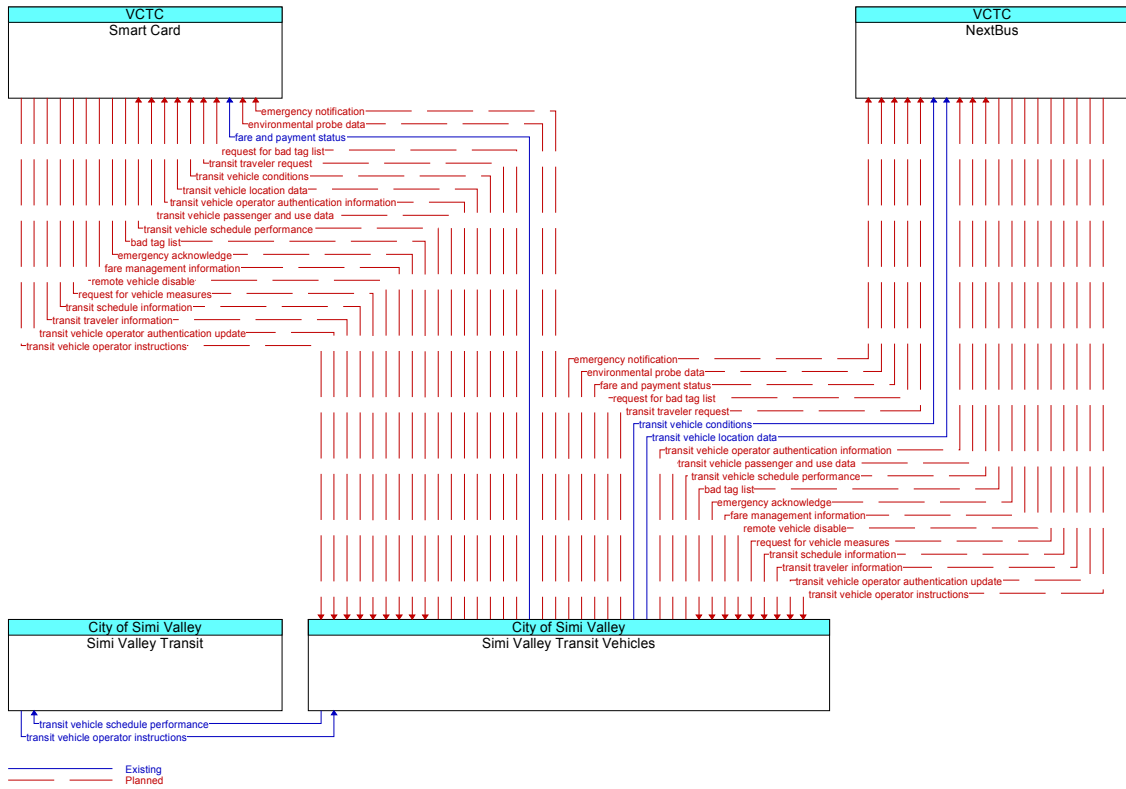 VCTC
Smart Card
VCTC
NextBus
emergency notification
environmental probe data
fare and payment status
request for bad tag list
transit traveler request
transit vehicle conditions
transit vehicle location data
transit vehicle operator authentication information
transit vehicle passenger and use data
transit vehicle schedule performance
bad tag list
emergency acknowledge
fare management information
remote vehicle disable
request for vehicle measures
transit schedule information
transit traveler information
transit vehicle operator authentication update
transit vehicle operator instructions
emergency notification
environmental probe data
fare and payment status
request for bad tag list
transit traveler request
transit vehicle conditions
transit vehicle location data
transit vehicle operator authentication information
transit vehicle passenger and use data
transit vehicle schedule performance
bad tag list
emergency acknowledge
fare management information
remote vehicle disable
request for vehicle measures
transit schedule information
transit traveler information
transit vehicle operator authentication update
transit vehicle operator instructions
City of Simi Valley
Simi Valley Transit
City of Simi Valley
Simi Valley Transit Vehicles
transit vehicle schedule performance
transit vehicle operator instructions
Existing
Planned